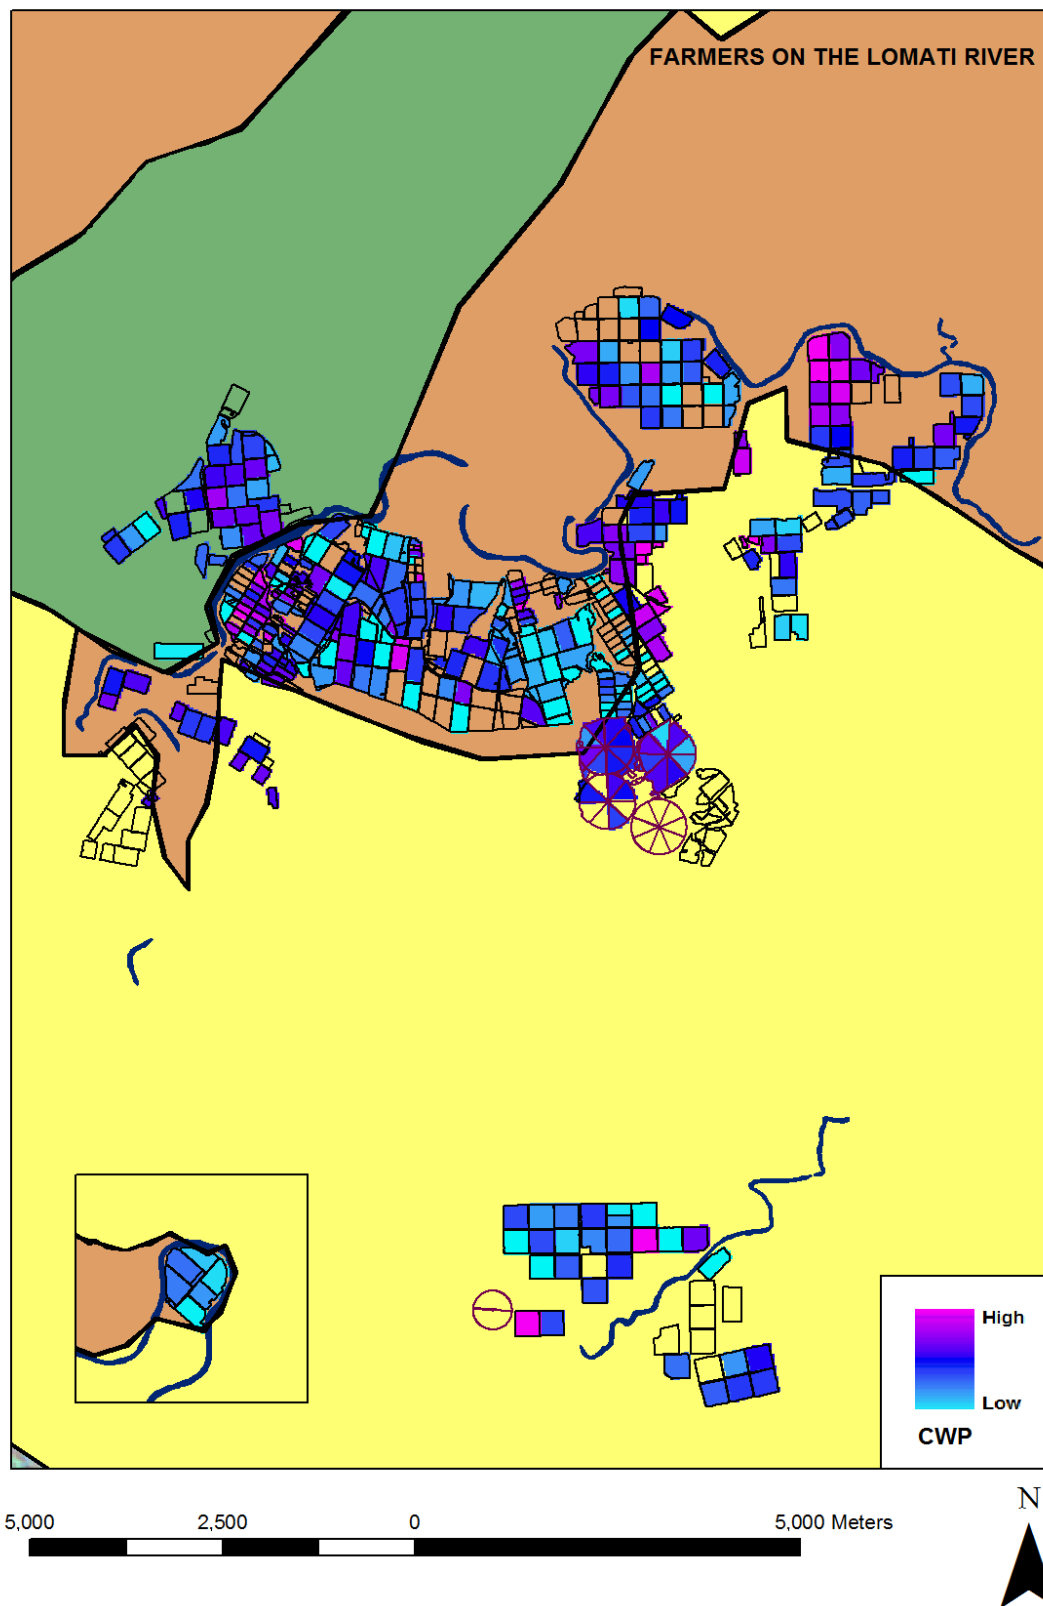 FARMERS ON THE LOMATI RIVER
High
Low
CWP
N
5,000 2,500 0 5,000 Meters